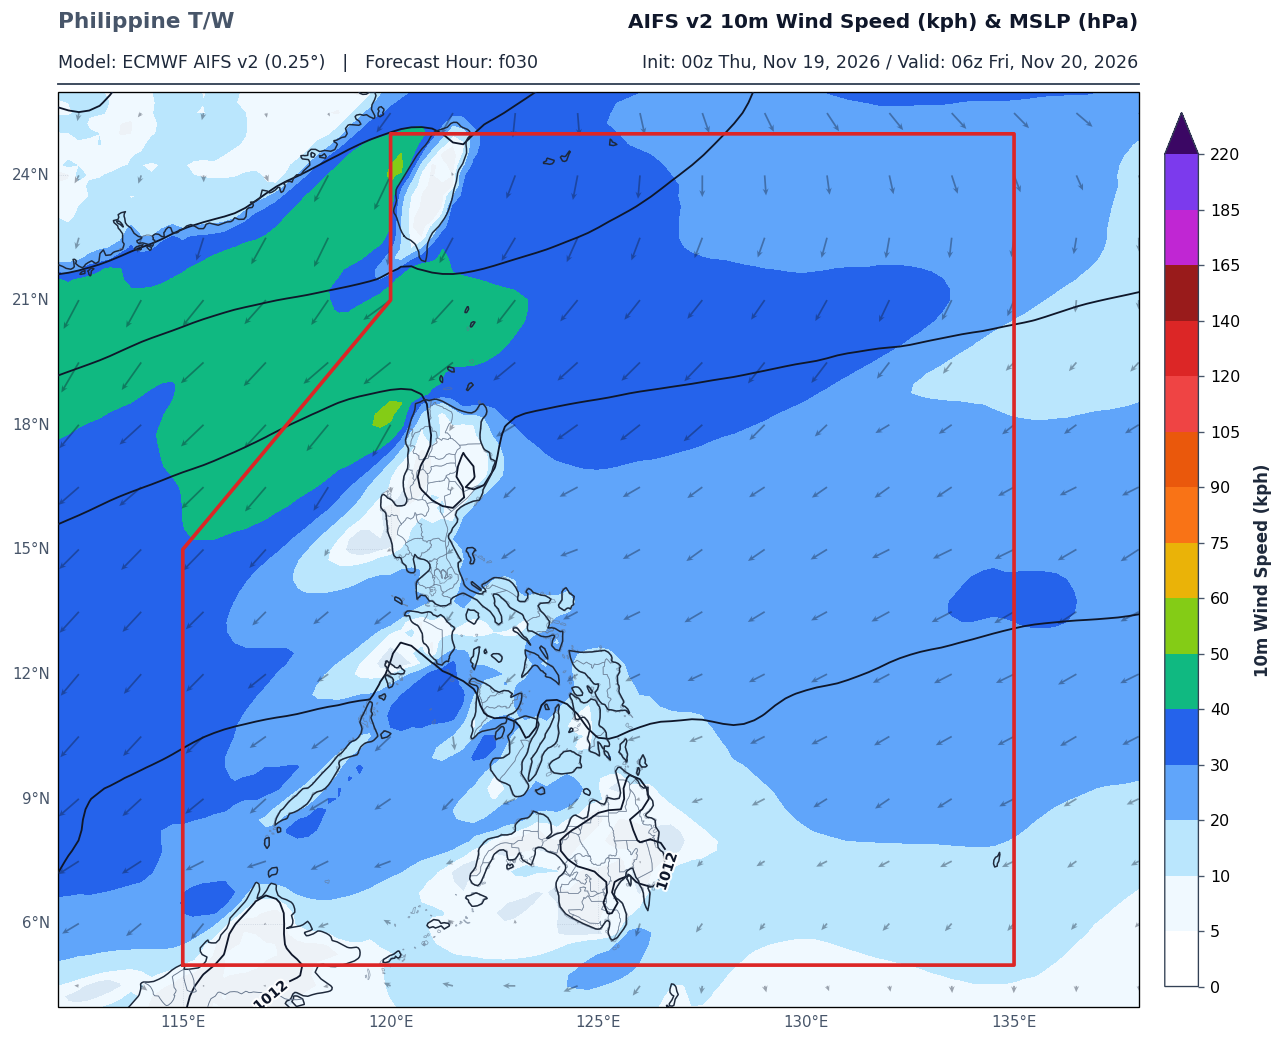 Philippine T/W
AIFS v2 10m Wind Speed (kph) & MSLP (hPa)
Model: ECMWF AIFS v2 (0.25°) | Forecast Hour: f030
Init: 00z Thu, Nov 19, 2026 / Valid: 06z Fri, Nov 20, 2026
24°N
21°N
18°N
15°N
12°N
9°N
6°N
115°E
120°E
125°E
130°E
135°E
1012
1012
220
185
165
140
120
105
90
75
60
50
40
30
20
10
5
0
10m Wind Speed (kph)